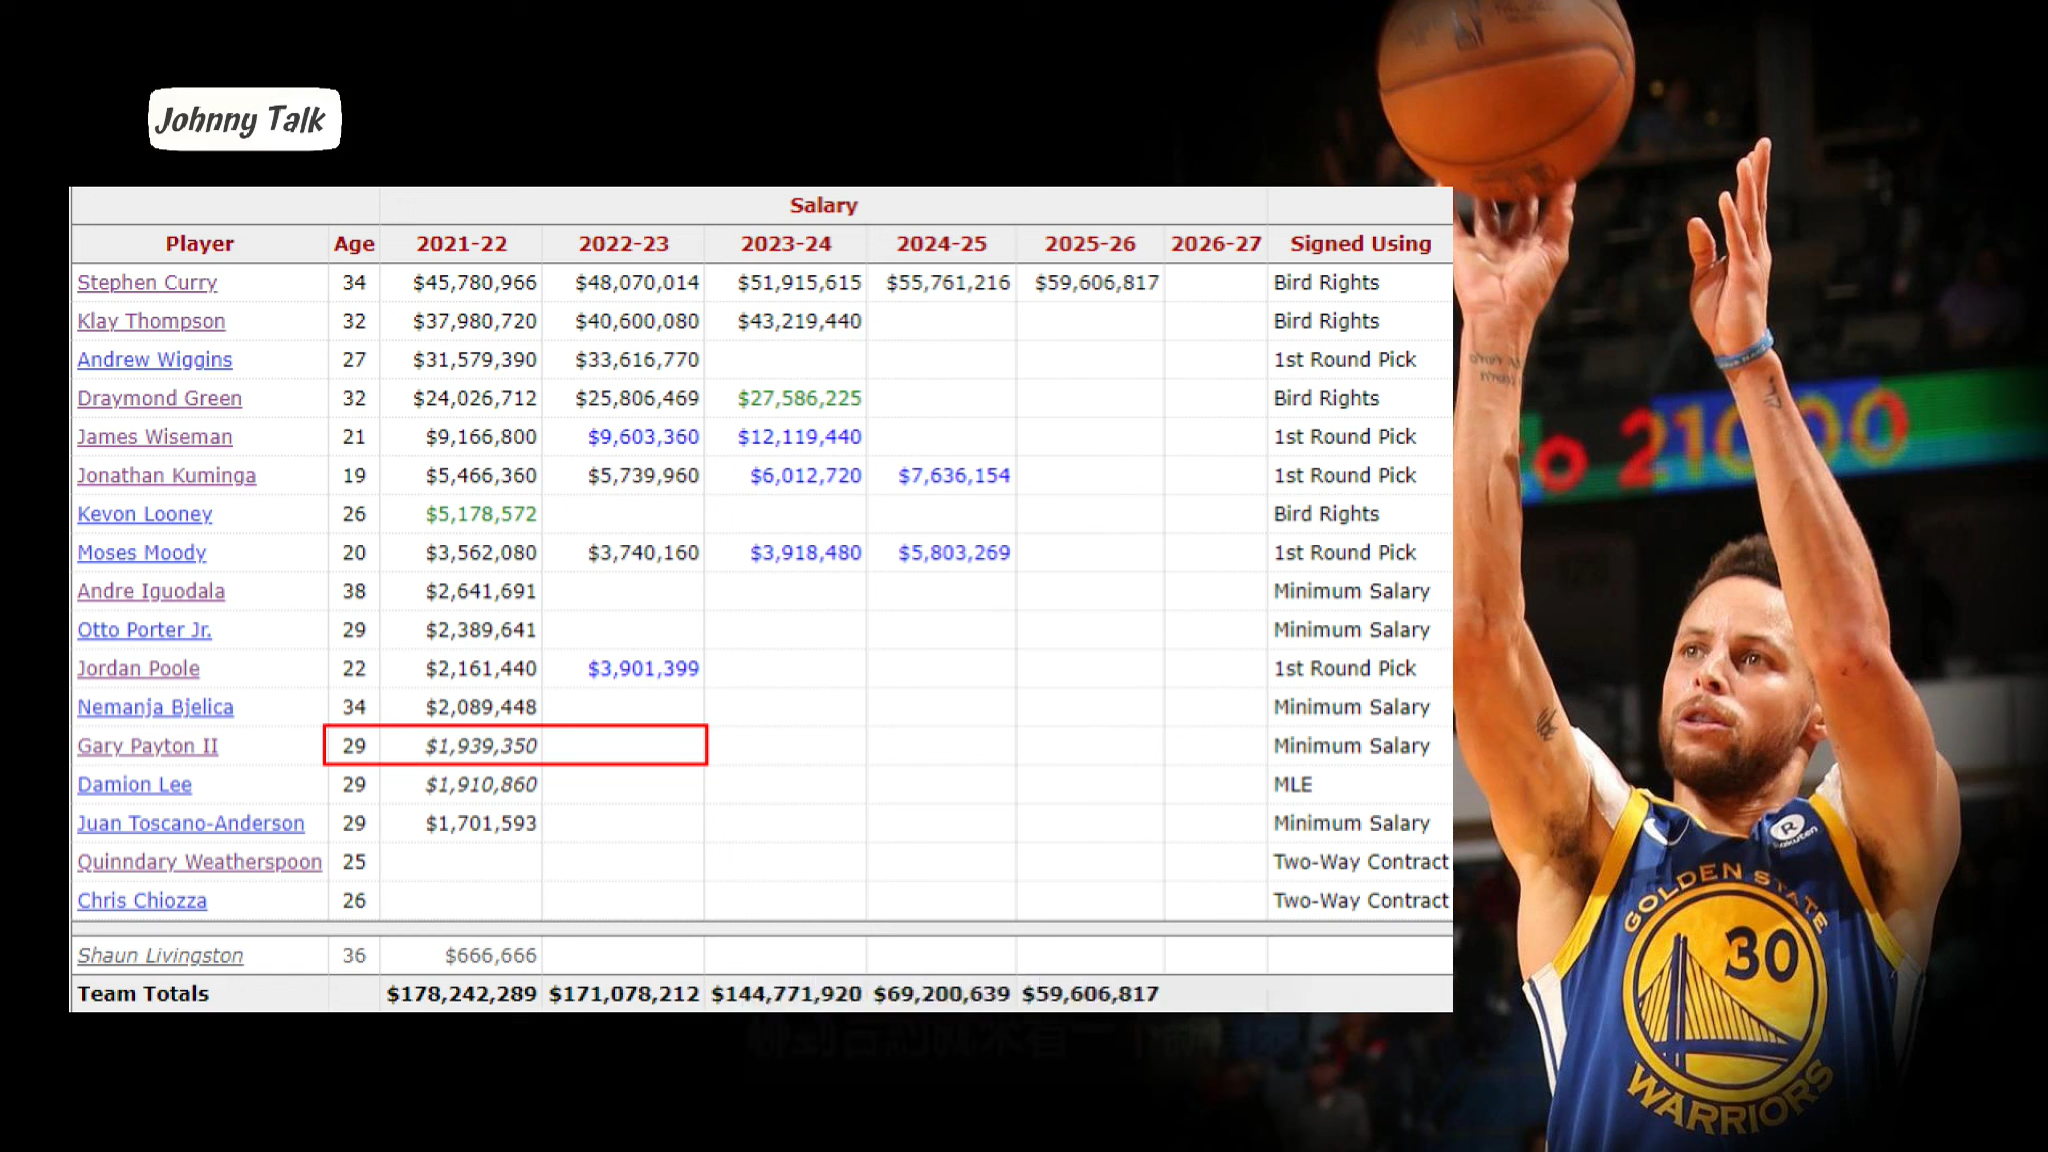 Johnny Talk
Salary
Player Age 2021-22 2022-23 2023-24 2024-25 2025-26 2026-27 Signed Using
Stephen Curry 34 $45,780,966 $48,070,014 $51,915,615 $55,761,216 $59,606,817 Bird Rights
Klay Thompson 32 $37,980,720 $40,600,080 $43,219,440 Bird Rights
Andrew Wiggins 27 $31,579,390 $33,616,770 1st Round Pick
Draymond Green 32 $24,026,712 $25,806,469 $27,586,225 Bird Rights
James Wiseman 21 $9,166,800 $9,603,360 $12,119,440 1st Round Pick
Jonathan Kuminga 19 $5,466,360 $5,739,960 $6,012,720 $7,636,154 1st Round Pick
Kevon Looney 26 $5,178,572 Bird Rights
Moses Moody 20 $3,562,080 $3,740,160 $3,918,480 $5,803,269 1st Round Pick
Andre Iguodala 38 $2,641,691 Minimum Salary
Otto Porter Jr. 29 $2,389,641 Minimum Salary
Jordan Poole 22 $2,161,440 $3,901,399 1st Round Pick
Nemanja Bjelica 34 $2,089,448 Minimum Salary
Gary Payton II 29 $1,939,350 Minimum Salary
Damion Lee 29 $1,910,860 MLE
Juan Toscano-Anderson 29 $1,701,593 Minimum Salary
Quinndary Weatherspoon 25 Two-Way Contract
Chris Chiozza 26 Two-Way Contract
Shaun Livingston 36 $666,666
Team Totals $178,242,289 $171,078,212 $144,771,920 $69,200,639 $59,606,817
o 21000
R
Rakuten
GOLDEN STATE
30
WARRIORS